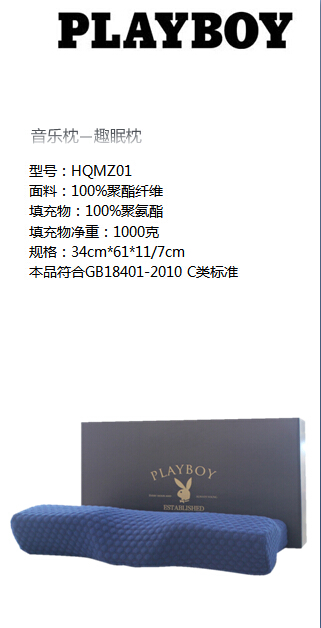 PLAYBOY
音乐枕—趣眠枕
型号：HQMZ01
面料：100%聚酯纤维
填充物：100%聚氨酯
填充物净重：1000克
规格：34cm*61*11/7cm
本品符合GB18401-2010 C类标准
PLAYBOY
ESTABLISHED